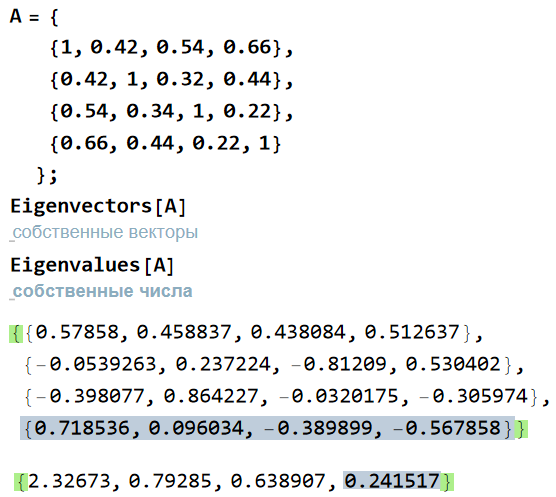 A = {
{1, 0.42, 0.54, 0.66},
{0.42, 1, 0.32, 0.44},
{0.54, 0.34, 1, 0.22},
{0.66, 0.44, 0.22, 1}
};
Eigenvectors[A]
собственные векторы
Eigenvalues[A]
собственные числа
{{0.57858, 0.458837, 0.438084, 0.512637},
{-0.0539263, 0.237224, -0.81209, 0.530402},
{-0.398077, 0.864227, -0.0320175, -0.305974},
{0.718536, 0.096034, -0.389899, -0.567858}}
{2.32673, 0.79285, 0.638907, 0.241517}